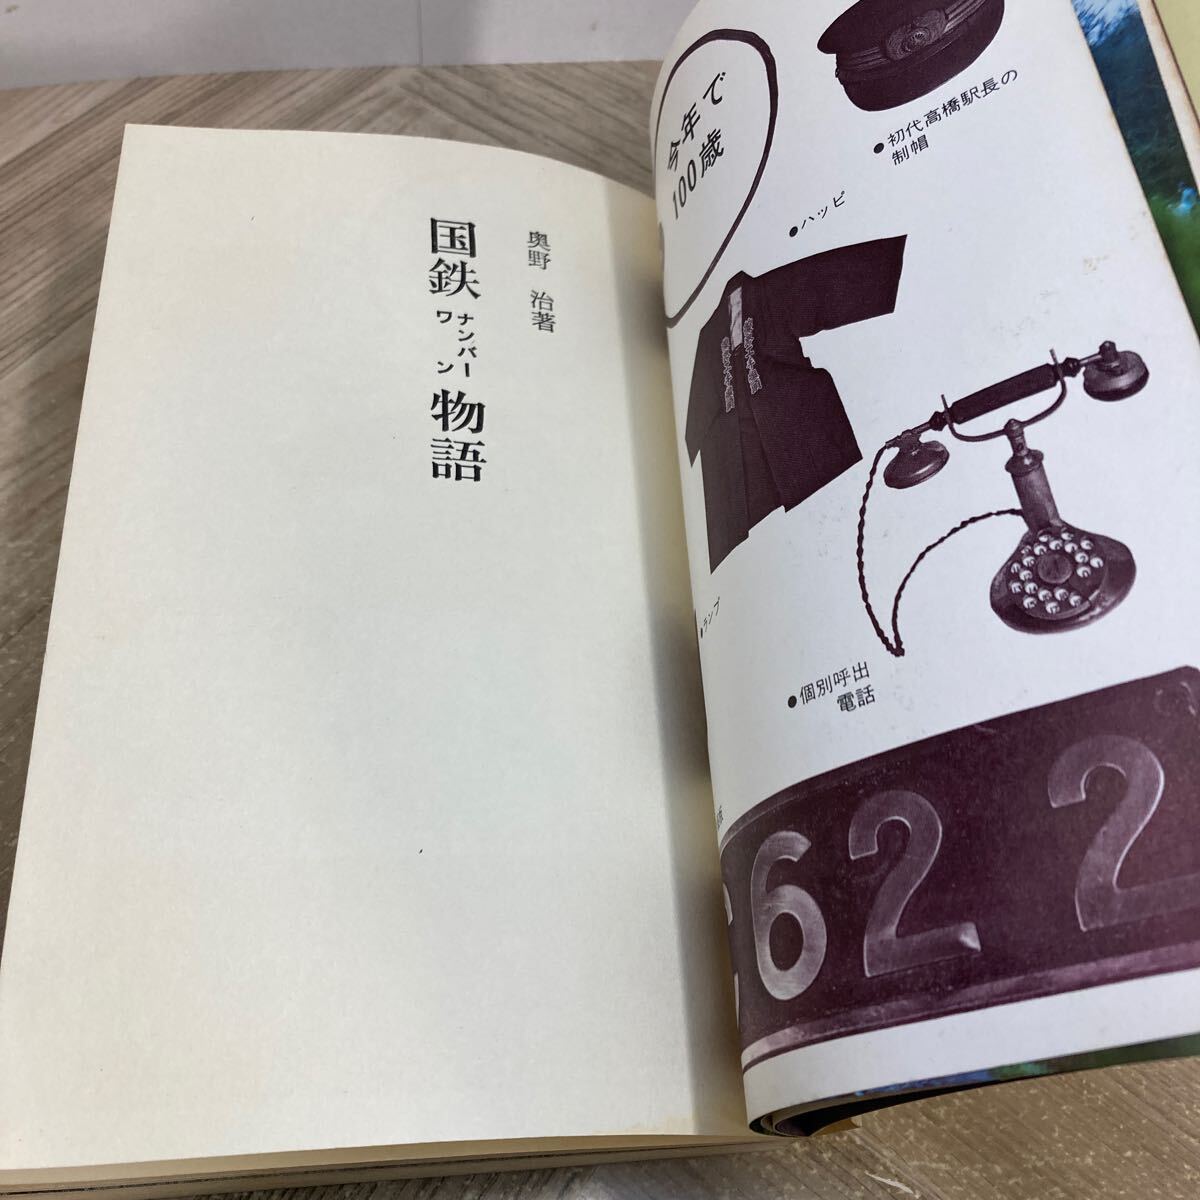 奥野 治著
国鉄ナンバーワン物語
今年で
100歳
●初代高橋駅長の
制帽
●ハッピ
●ランプ
●個別呼出
電話
62 2